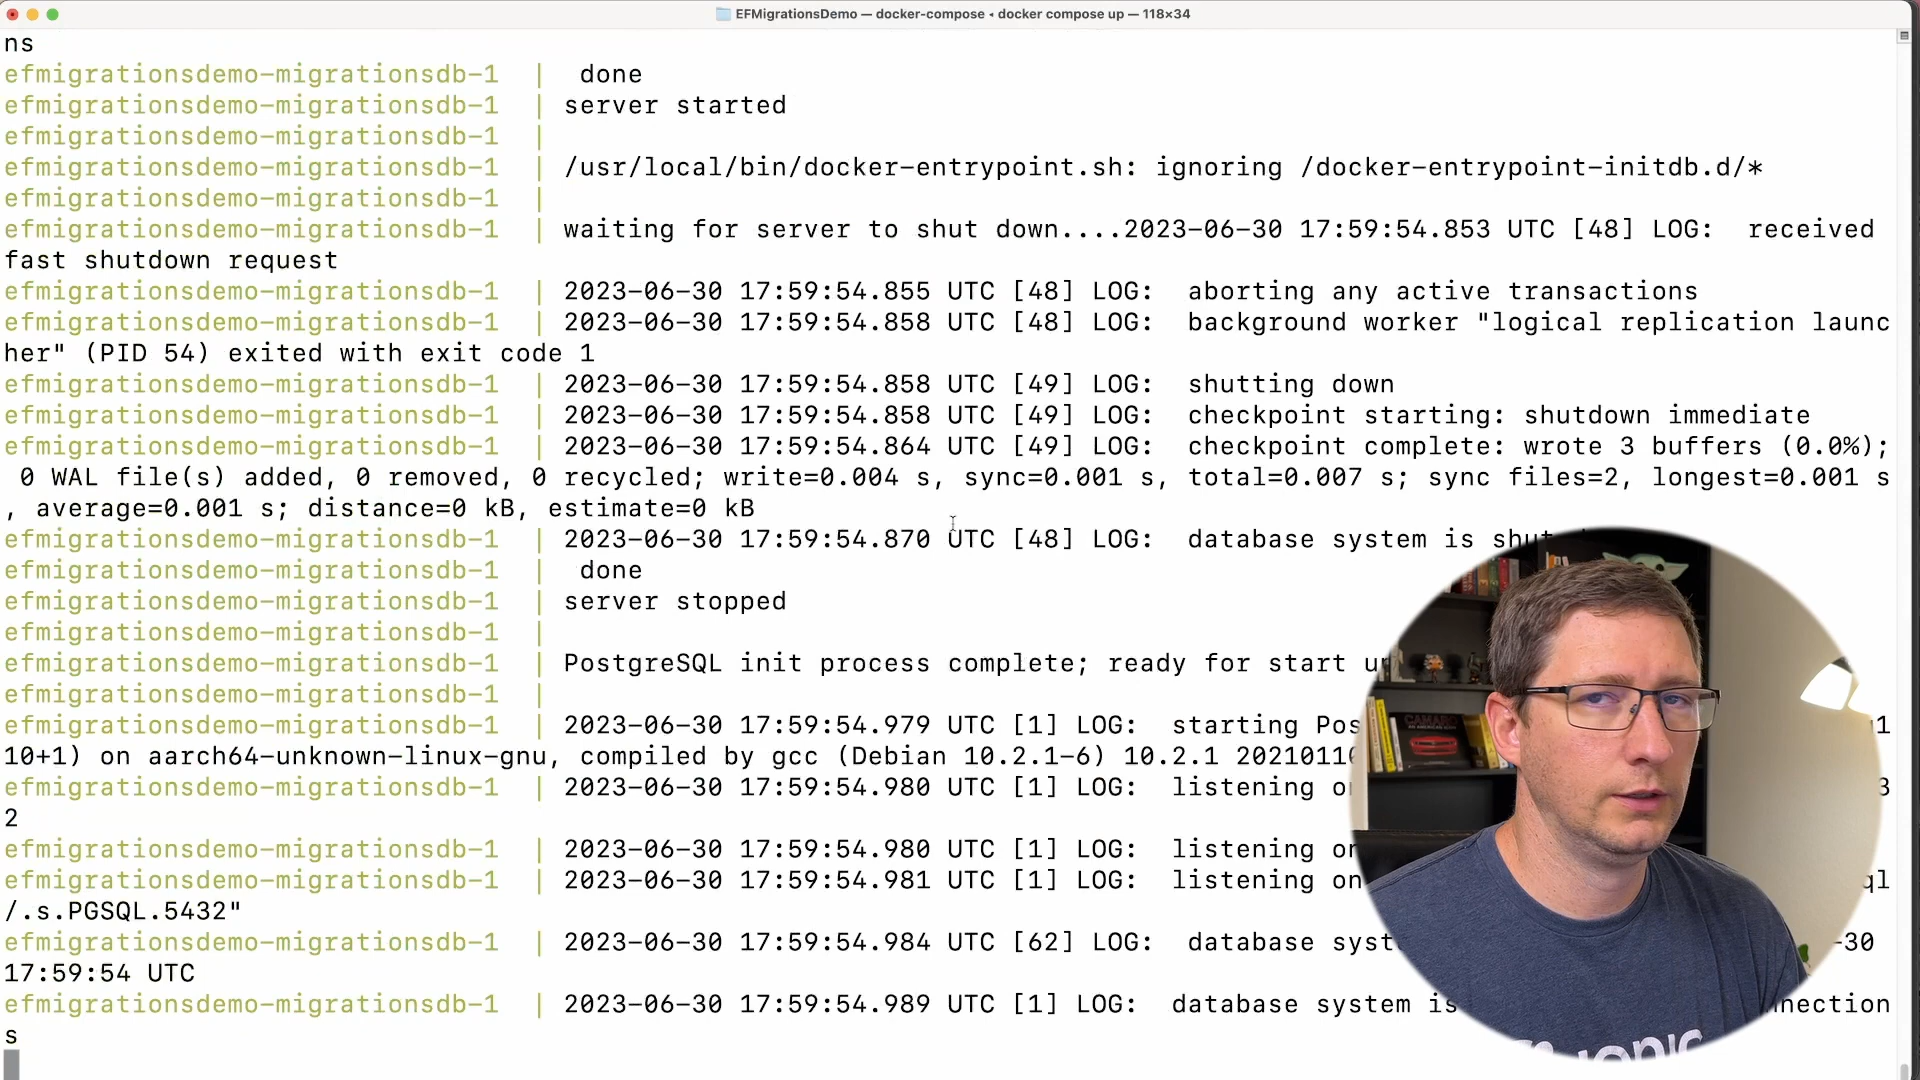 EFMigrationsDemo — docker-compose ◂ docker compose up — 118×34
ns
efmigrationsdemo-migrationsdb-1  |  done
efmigrationsdemo-migrationsdb-1  | server started
efmigrationsdemo-migrationsdb-1  |
efmigrationsdemo-migrationsdb-1  | /usr/local/bin/docker-entrypoint.sh: ignoring /docker-entrypoint-initdb.d/*
efmigrationsdemo-migrationsdb-1  |
efmigrationsdemo-migrationsdb-1  | waiting for server to shut down....2023-06-30 17:59:54.853 UTC [48] LOG:  received
fast shutdown request
efmigrationsdemo-migrationsdb-1  | 2023-06-30 17:59:54.855 UTC [48] LOG:  aborting any active transactions
efmigrationsdemo-migrationsdb-1  | 2023-06-30 17:59:54.858 UTC [48] LOG:  background worker "logical replication launc
her" (PID 54) exited with exit code 1
efmigrationsdemo-migrationsdb-1  | 2023-06-30 17:59:54.858 UTC [49] LOG:  shutting down
efmigrationsdemo-migrationsdb-1  | 2023-06-30 17:59:54.858 UTC [49] LOG:  checkpoint starting: shutdown immediate
efmigrationsdemo-migrationsdb-1  | 2023-06-30 17:59:54.864 UTC [49] LOG:  checkpoint complete: wrote 3 buffers (0.0%);
 0 WAL file(s) added, 0 removed, 0 recycled; write=0.004 s, sync=0.001 s, total=0.007 s; sync files=2, longest=0.001 s
, average=0.001 s; distance=0 kB, estimate=0 kB
efmigrationsdemo-migrationsdb-1  | 2023-06-30 17:59:54.870 UTC [48] LOG:  database system is shut
efmigrationsdemo-migrationsdb-1  |  done
efmigrationsdemo-migrationsdb-1  | server stopped
efmigrationsdemo-migrationsdb-1  |
efmigrationsdemo-migrationsdb-1  | PostgreSQL init process complete; ready for start u
efmigrationsdemo-migrationsdb-1  |
efmigrationsdemo-migrationsdb-1  | 2023-06-30 17:59:54.979 UTC [1] LOG:  starting Pos 1
10+1) on aarch64-unknown-linux-gnu, compiled by gcc (Debian 10.2.1-6) 10.2.1 2021011
efmigrationsdemo-migrationsdb-1  | 2023-06-30 17:59:54.980 UTC [1] LOG:  listening o 3
2
efmigrationsdemo-migrationsdb-1  | 2023-06-30 17:59:54.980 UTC [1] LOG:  listening on
efmigrationsdemo-migrationsdb-1  | 2023-06-30 17:59:54.981 UTC [1] LOG:  listening on ql
/.s.PGSQL.5432"
efmigrationsdemo-migrationsdb-1  | 2023-06-30 17:59:54.984 UTC [62] LOG:  database syst -30
17:59:54 UTC
efmigrationsdemo-migrationsdb-1  | 2023-06-30 17:59:54.989 UTC [1] LOG:  database system is nnection
s
CAMARO